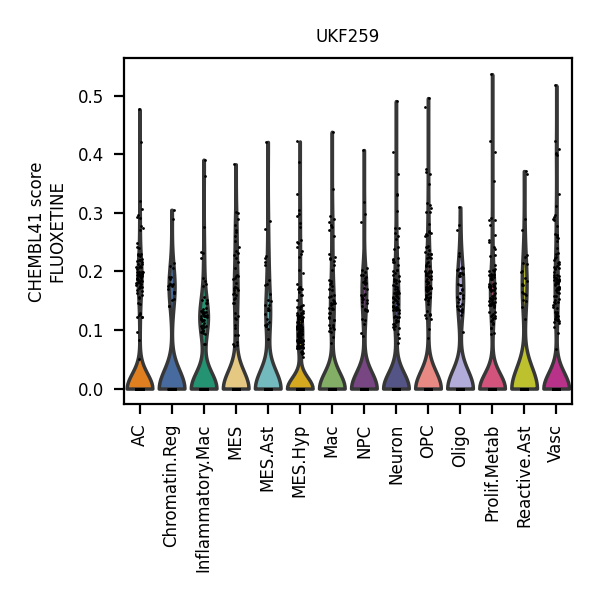 UKF259
CHEMBL41 score
FLUOXETINE
0.5
0.4
0.3
0.2
0.1
0.0
AC
Chromatin.Reg
Inflammatory.Mac
MES
MES.Ast
MES.Hyp
Mac
NPC
Neuron
OPC
Oligo
Prolif.Metab
Reactive.Ast
Vasc